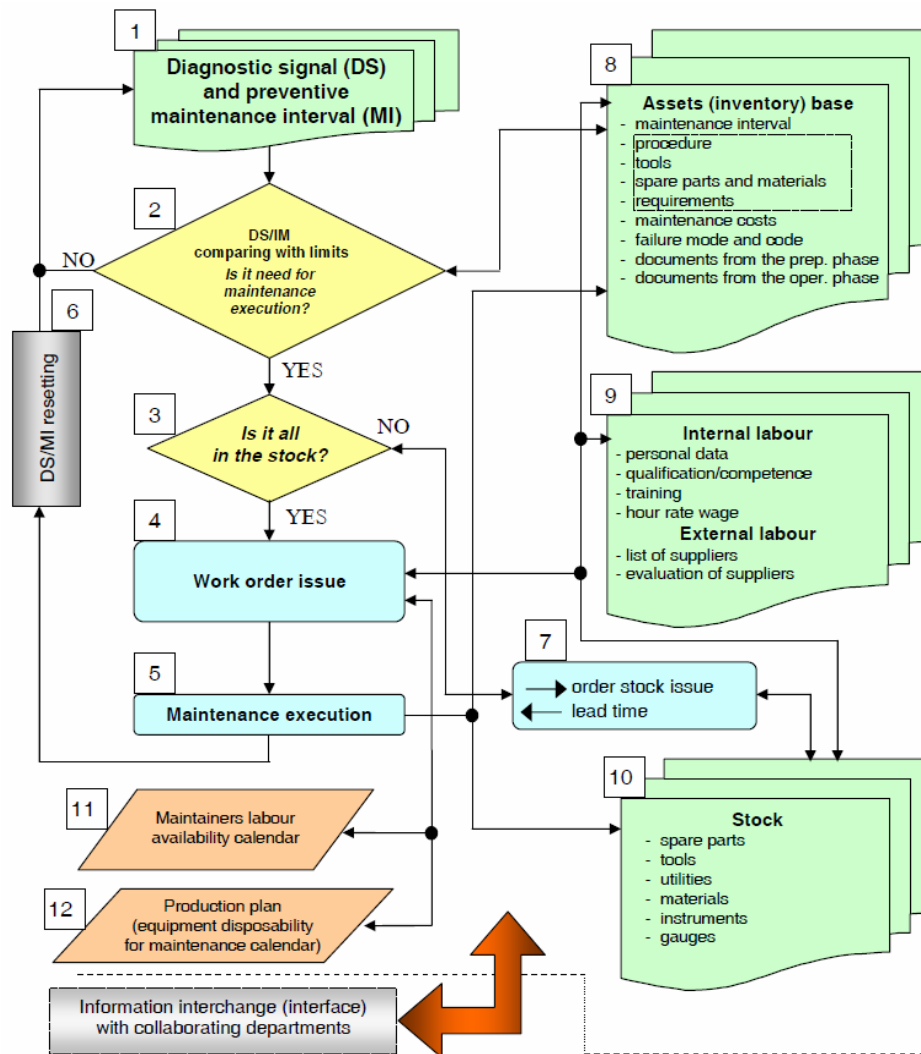 1
Diagnostic signal (DS)
and preventive
maintenance interval (MI)
2
DS/IM
comparing with limits
Is it need for
maintenance
execution?
NO
YES
6
DS/MI resetting
3
Is it all
in the stock?
NO
YES
4
Work order issue
5
Maintenance execution
7
order stock issue
lead time
8
Assets (inventory) base
- maintenance interval
- procedure
- tools
- spare parts and materials
- requirements
- maintenance costs
- failure mode and code
- documents from the prep. phase
- documents from the oper. phase
9
Internal labour
- personal data
- qualification/competence
- training
- hour rate wage
External labour
- list of suppliers
- evaluation of suppliers
10
Stock
- spare parts
- tools
- utilities
- materials
- instruments
- gauges
11
Maintainers labour
availability calendar
12
Production plan
(equipment disposability
for maintenance calendar)
Information interchange (interface)
with collaborating departments